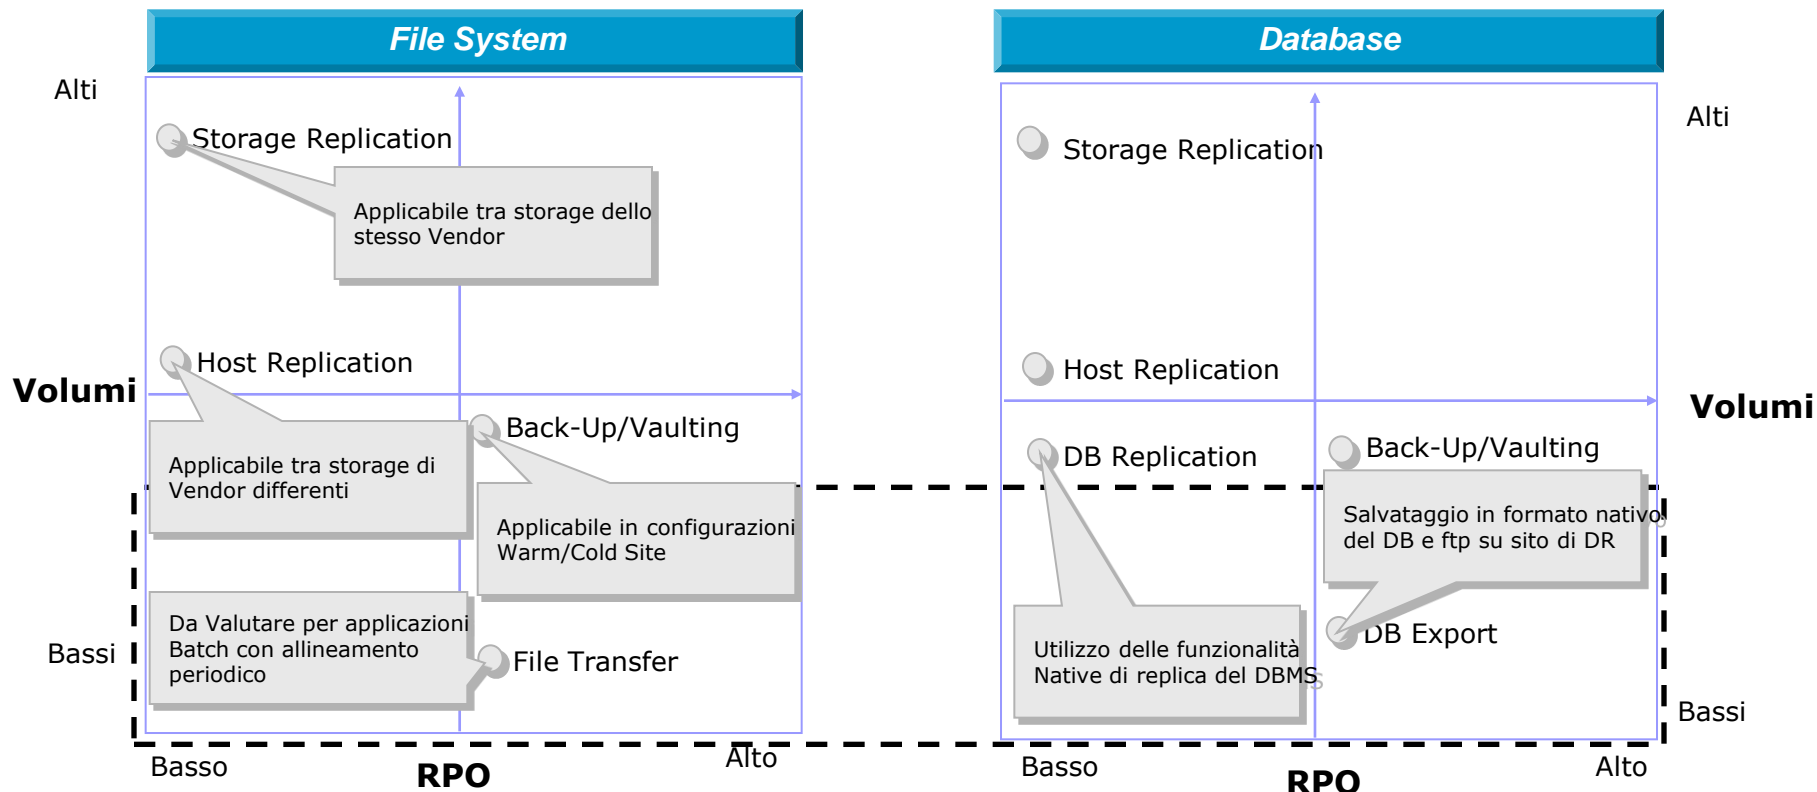 File System
Alti
Storage Replication
Applicabile tra storage dello
stesso Vendor
Host Replication
Volumi
Back-Up/Vaulting
Applicabile tra storage di
Vendor differenti
Applicabile in configurazioni
Warm/Cold Site
Da Valutare per applicazioni
Batch con allineamento
periodico
Bassi
File Transfer
Basso
RPO
Alto
Database
Alti
Storage Replication
Host Replication
Volumi
DB Replication
Back-Up/Vaulting
Salvataggio in formato nativo
del DB e ftp su sito di DR
DB Export
Utilizzo delle funzionalità
Native di replica del DBMS
Bassi
Basso
RPO
Alto